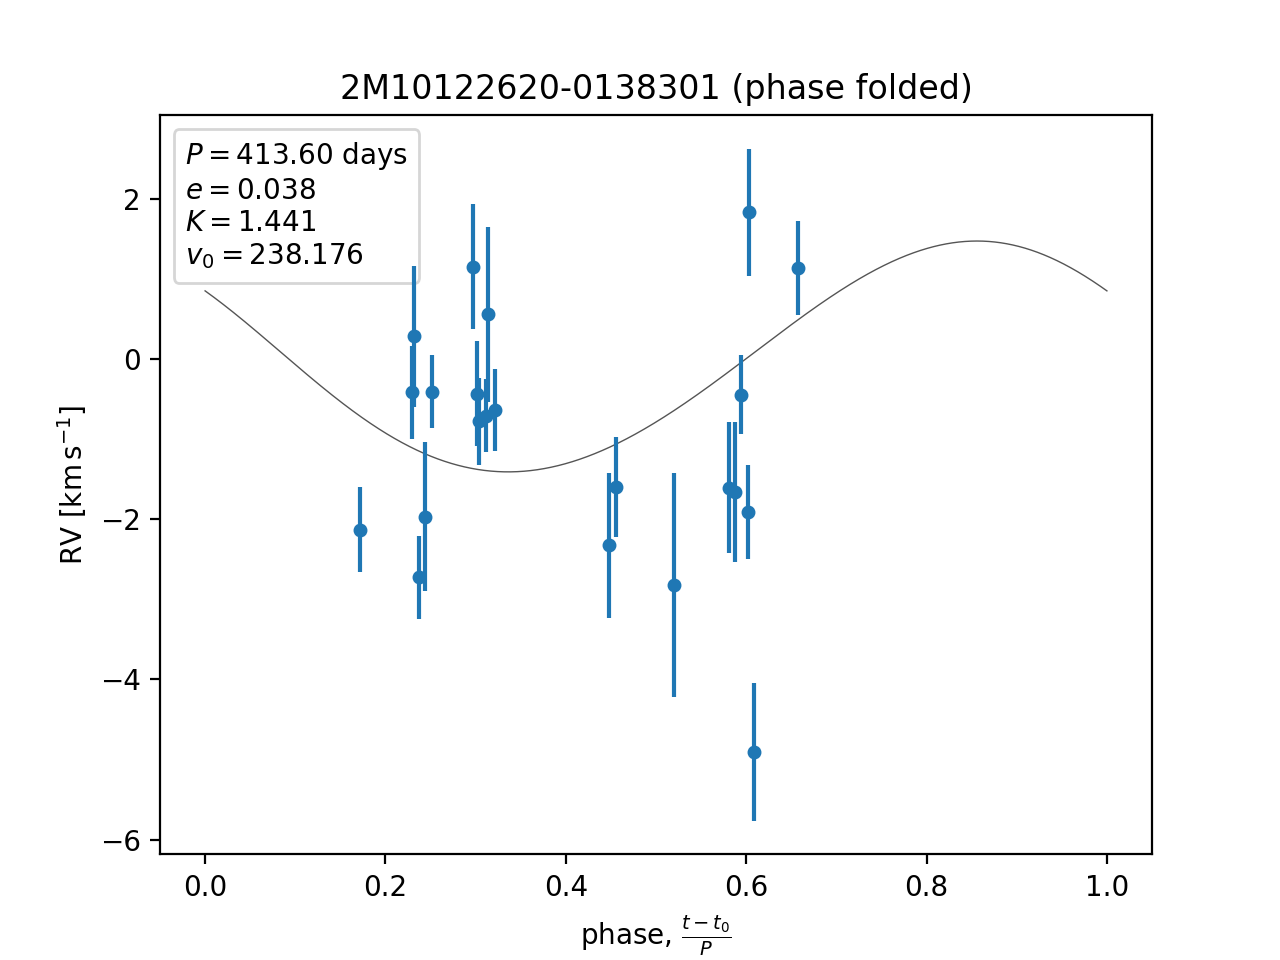 2M10122620-0138301 (phase folded)
P = 413.60 days
e = 0.038
K = 1.441
v₀ = 238.176
2
0
−2
−4
−6
RV [km s⁻¹]
0.0 0.2 0.4 0.6 0.8 1.0
phase, (t − t₀)/P